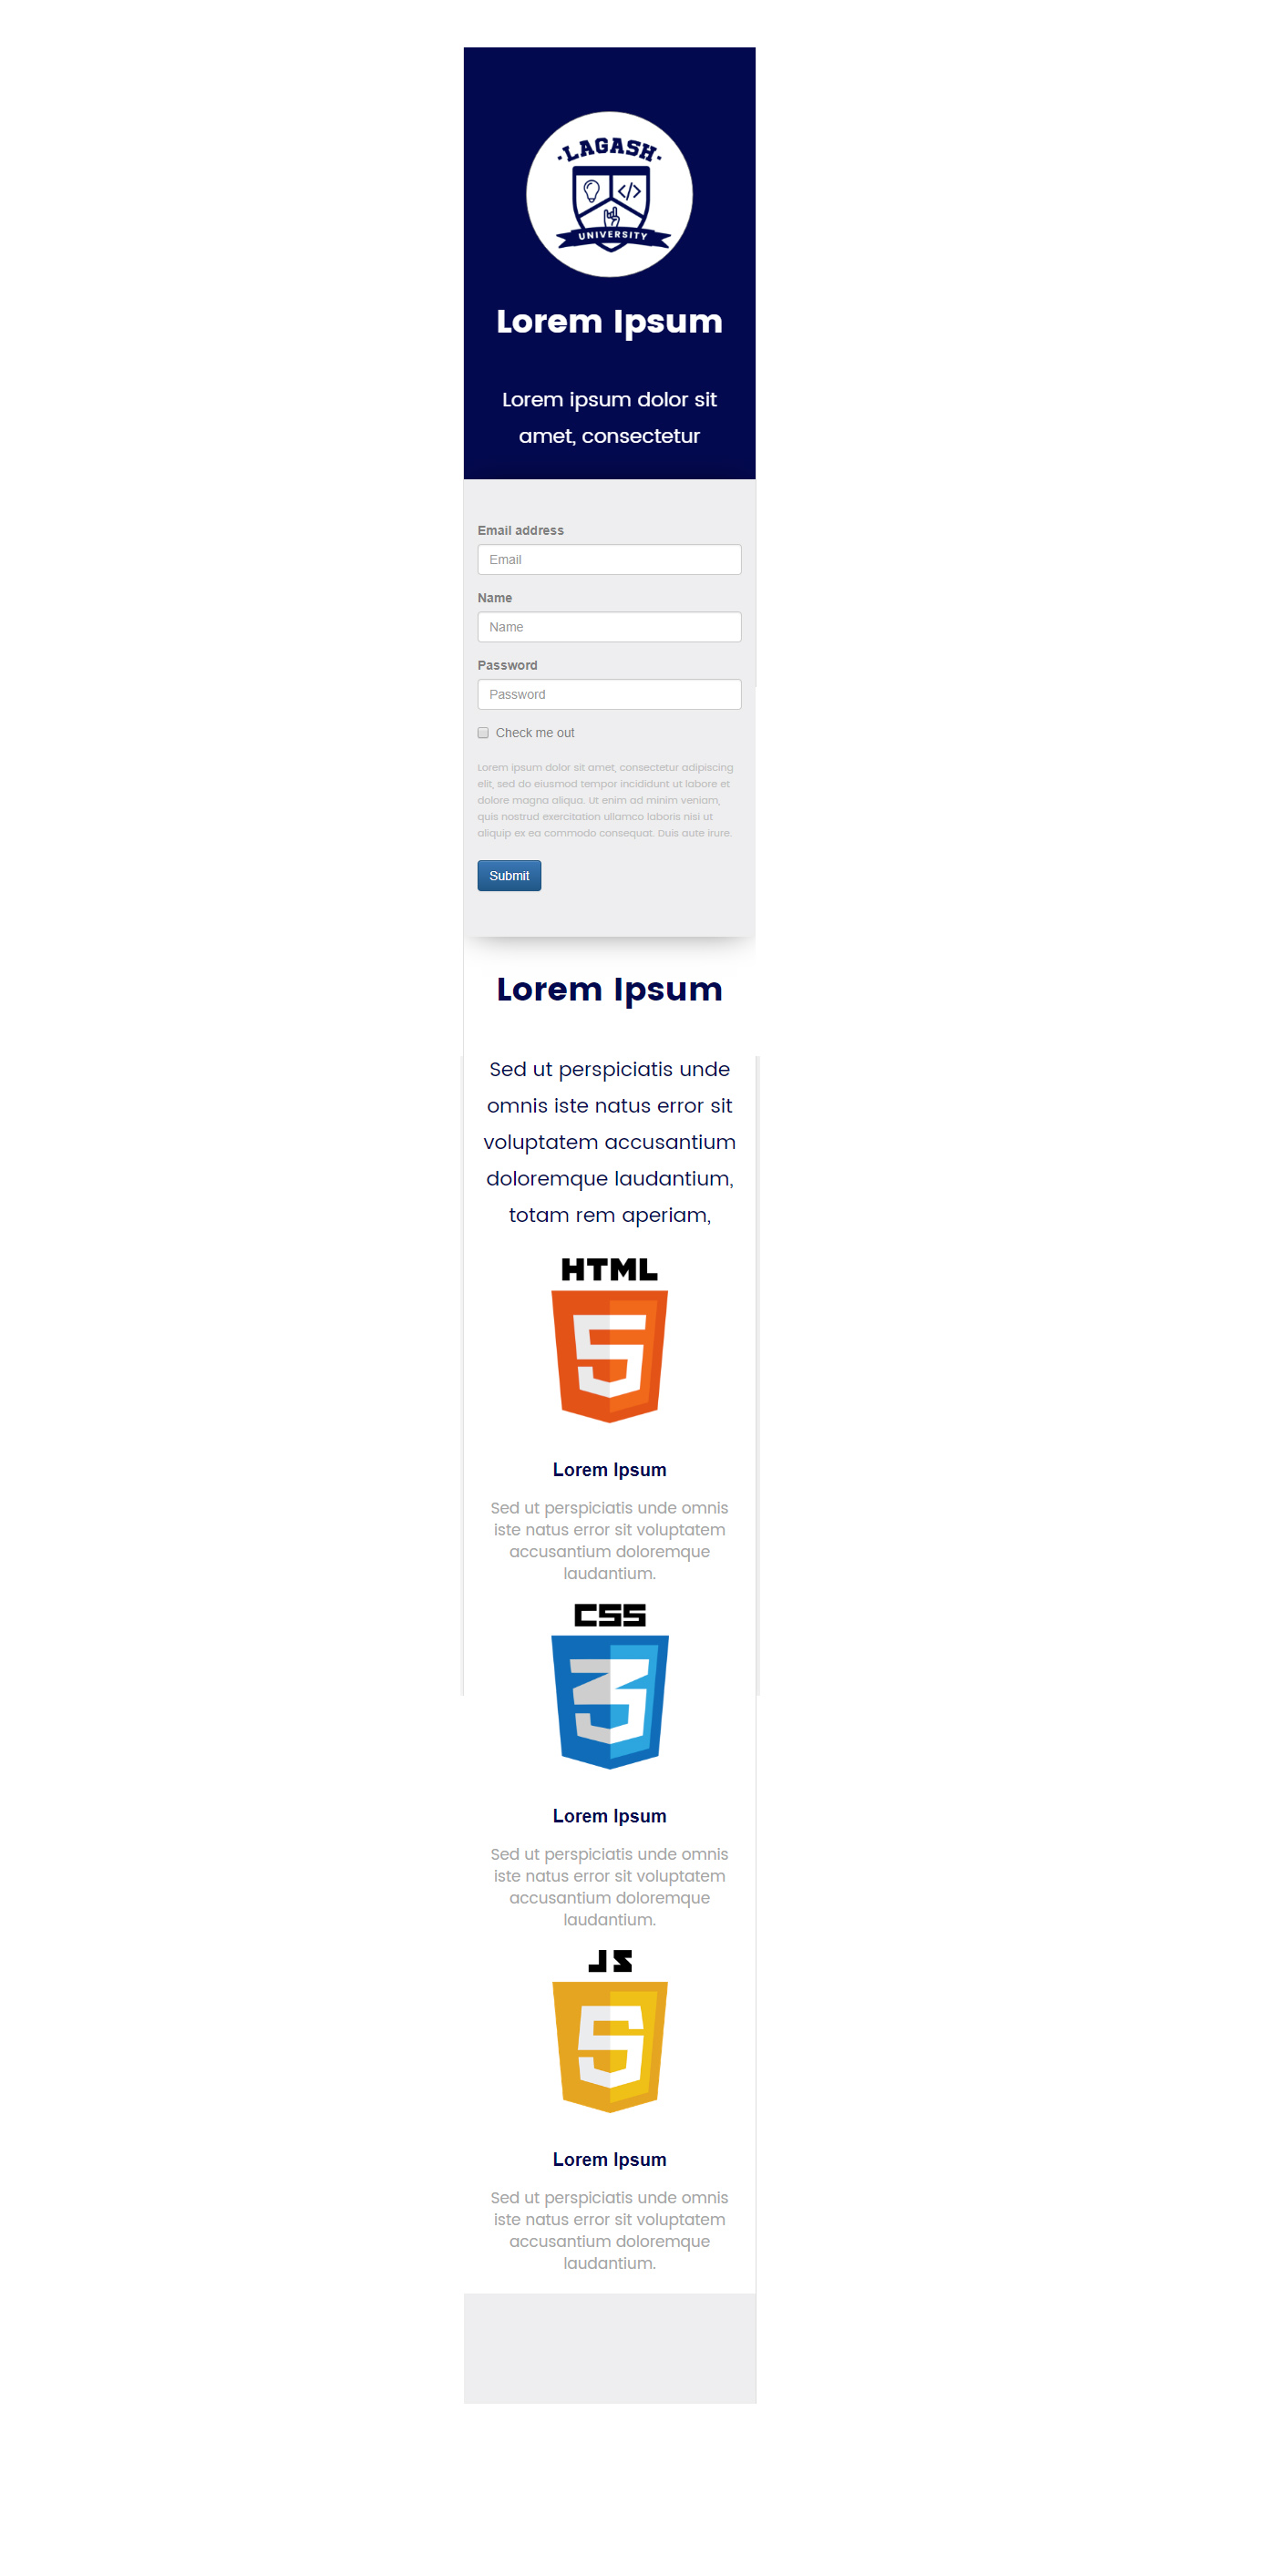 ·LAGASH·
</>
UNIVERSITY
Lorem Ipsum
Lorem ipsum dolor sit
amet, consectetur
Email address
Email
Name
Name
Password
Password
Check me out
Lorem ipsum dolor sit amet, consectetur adipiscing
elit, sed do eiusmod tempor incididunt ut labore et
dolore magna aliqua. Ut enim ad minim veniam,
quis nostrud exercitation ullamco laboris nisi ut
aliquip ex ea commodo consequat. Duis aute irure.
Submit
Lorem Ipsum
Sed ut perspiciatis unde
omnis iste natus error sit
voluptatem accusantium
doloremque laudantium,
totam rem aperiam,
HTML
5
Lorem Ipsum
Sed ut perspiciatis unde omnis
iste natus error sit voluptatem
accusantium doloremque
laudantium.
CSS
3
Lorem Ipsum
Sed ut perspiciatis unde omnis
iste natus error sit voluptatem
accusantium doloremque
laudantium.
JS
5
Lorem Ipsum
Sed ut perspiciatis unde omnis
iste natus error sit voluptatem
accusantium doloremque
laudantium.